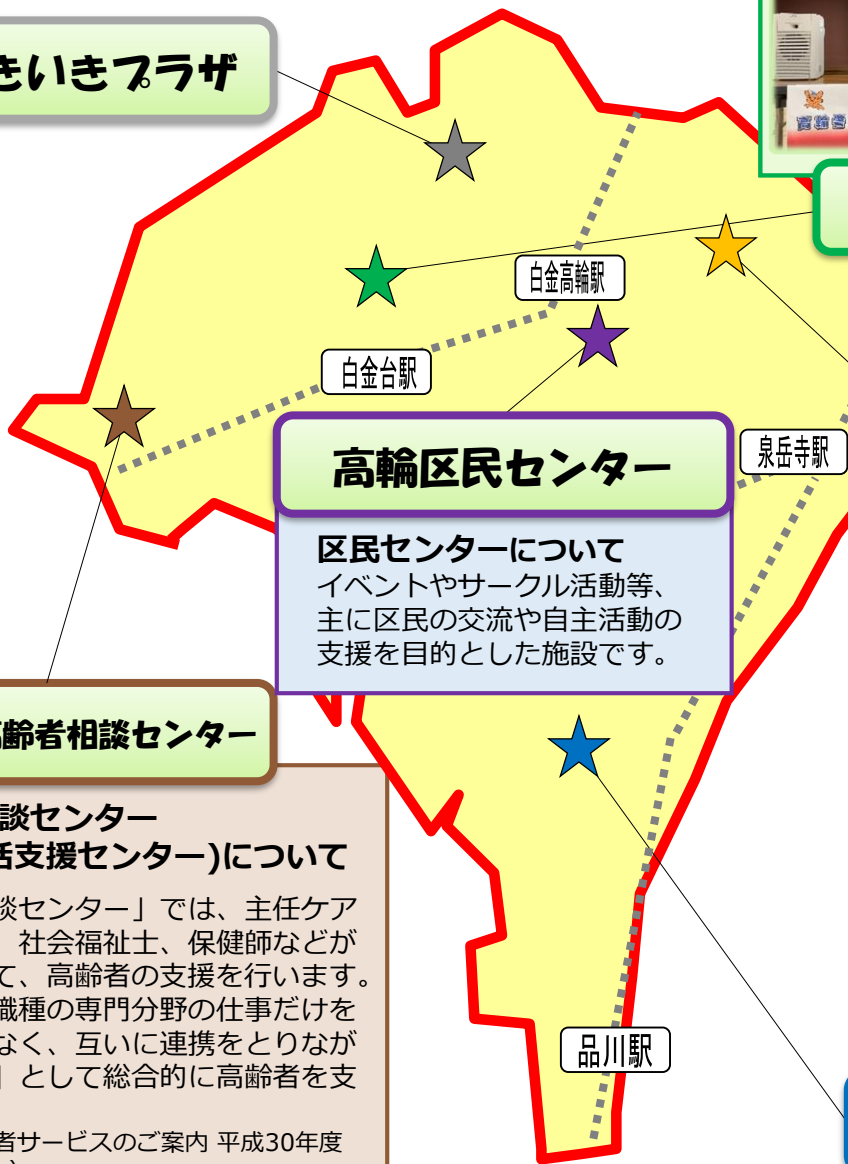 きいきプラザ
高輪
白金高輪駅
白金台駅
泉岳寺駅
高輪区民センター
区民センターについて
イベントやサークル活動等、
主に区民の交流や自主活動の
支援を目的とした施設です。
齢者相談センター
談センター
括支援センター)について
談センター」では、主任ケア
、社会福祉士、保健師などが
て、高齢者の支援を行います。
職種の専門分野の仕事だけを
なく、互いに連携をとりなが
」として総合的に高齢者を支
者サービスのご案内 平成30年度
品川駅